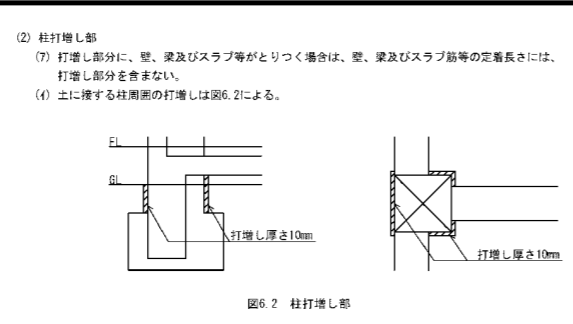 (2) 柱打増し部
(ｱ) 打増し部分に、壁、梁及びスラブ等がとりつく場合は、壁、梁及びスラブ筋等の定着長さには、
打増し部分を含まない。
(ｲ) 土に接する柱周囲の打増しは図6.2による。
FL
GL
打増し厚さ10mm
打増し厚さ10mm
図6.2 柱打増し部